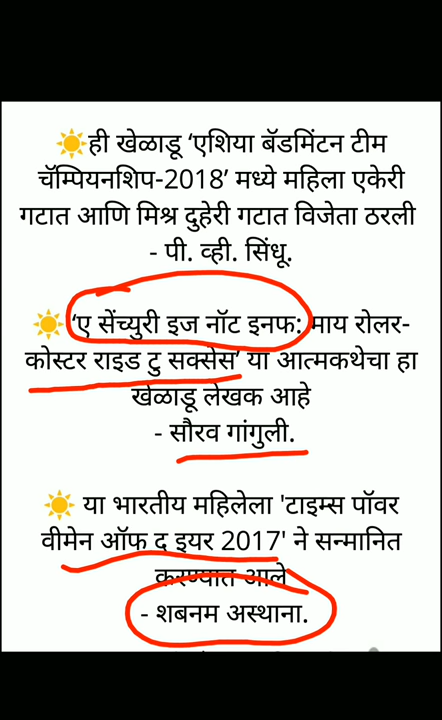 ☀️ही खेळाडू ‘एशिया बॅडमिंटन टीम
चॅम्पियनशिप-2018’ मध्ये महिला एकेरी
गटात आणि मिश्र दुहेरी गटात विजेता ठरली
- पी. व्ही. सिंधू.
☀️ ‘ए सेंच्युरी इज नॉट इनफ: माय रोलर-
कोस्टर राइड टु सक्सेस’ या आत्मकथेचा हा
खेळाडू लेखक आहे
- सौरव गांगुली.
☀️ या भारतीय महिलेला 'टाइम्स पॉवर
वीमेन ऑफ द इयर 2017' ने सन्मानित
करण्यात आले
- शबनम अस्थाना.